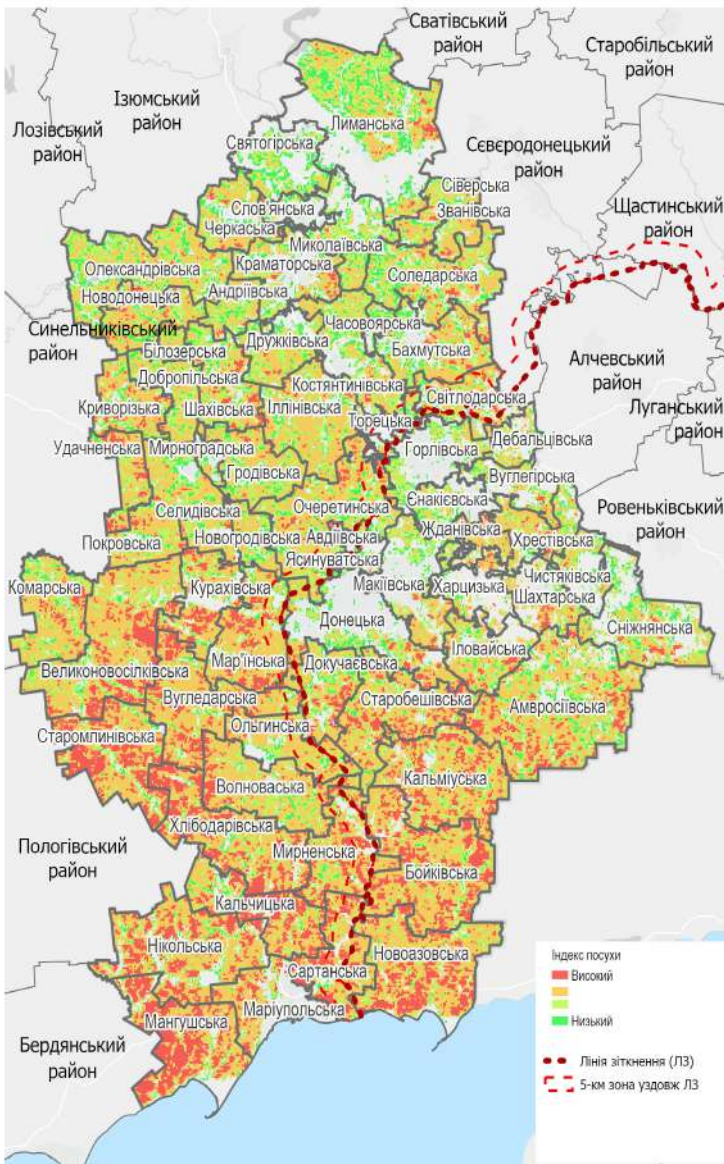 Сватівський
район
Старобільський
район
Ізюмський
район
Лозівський
район
Лиманська
Сєвєродонецький
район
Святогірська
Сіверська
Званівська
Щастинський
район
Слов'янська
Черкаська
Миколаївська
Олександрівська
Краматорська
Соледарська
Новодонецька
Андріївська
Синельниківський
район
Часовоярська
Дружківська
Бахмутська
Білозерська
Добропільська
Алчевський
район
Костянтинівська
Світлодарська
Криворізька
Шахівська
Іллінівська
Торецька
Луганський
район
Удачненська
Мирноградська
Горлівська
Дебальцівська
Гродівська
Вуглегірська
Єнакієвська
Селидівська
Очеретинська
Ровеньківський
район
Покровська
Новогродівська
Авдіївська
Жданівська
Хрестівська
Ясинуватська
Комарська
Курахівська
Макіївська
Харцизька
Чистяківська
Шахтарська
Донецька
Сніжнянська
Мар'їнська
Іловайська
Великоновосілківська
Докучаєвська
Вугледарська
Старобешівська
Амвросіївська
Ольгинська
Старомлинівська
Волноваська
Кальміуська
Хлібодарівська
Пологівський
район
Мирненська
Бойківська
Кальчицька
Нікольська
Новоазовська
Сартанська
Маріупольська
Мангушська
Бердянський
район
Індекс посухи
Високий
Низький
Лінія зіткнення (ЛЗ)
5-км зона уздовж ЛЗ